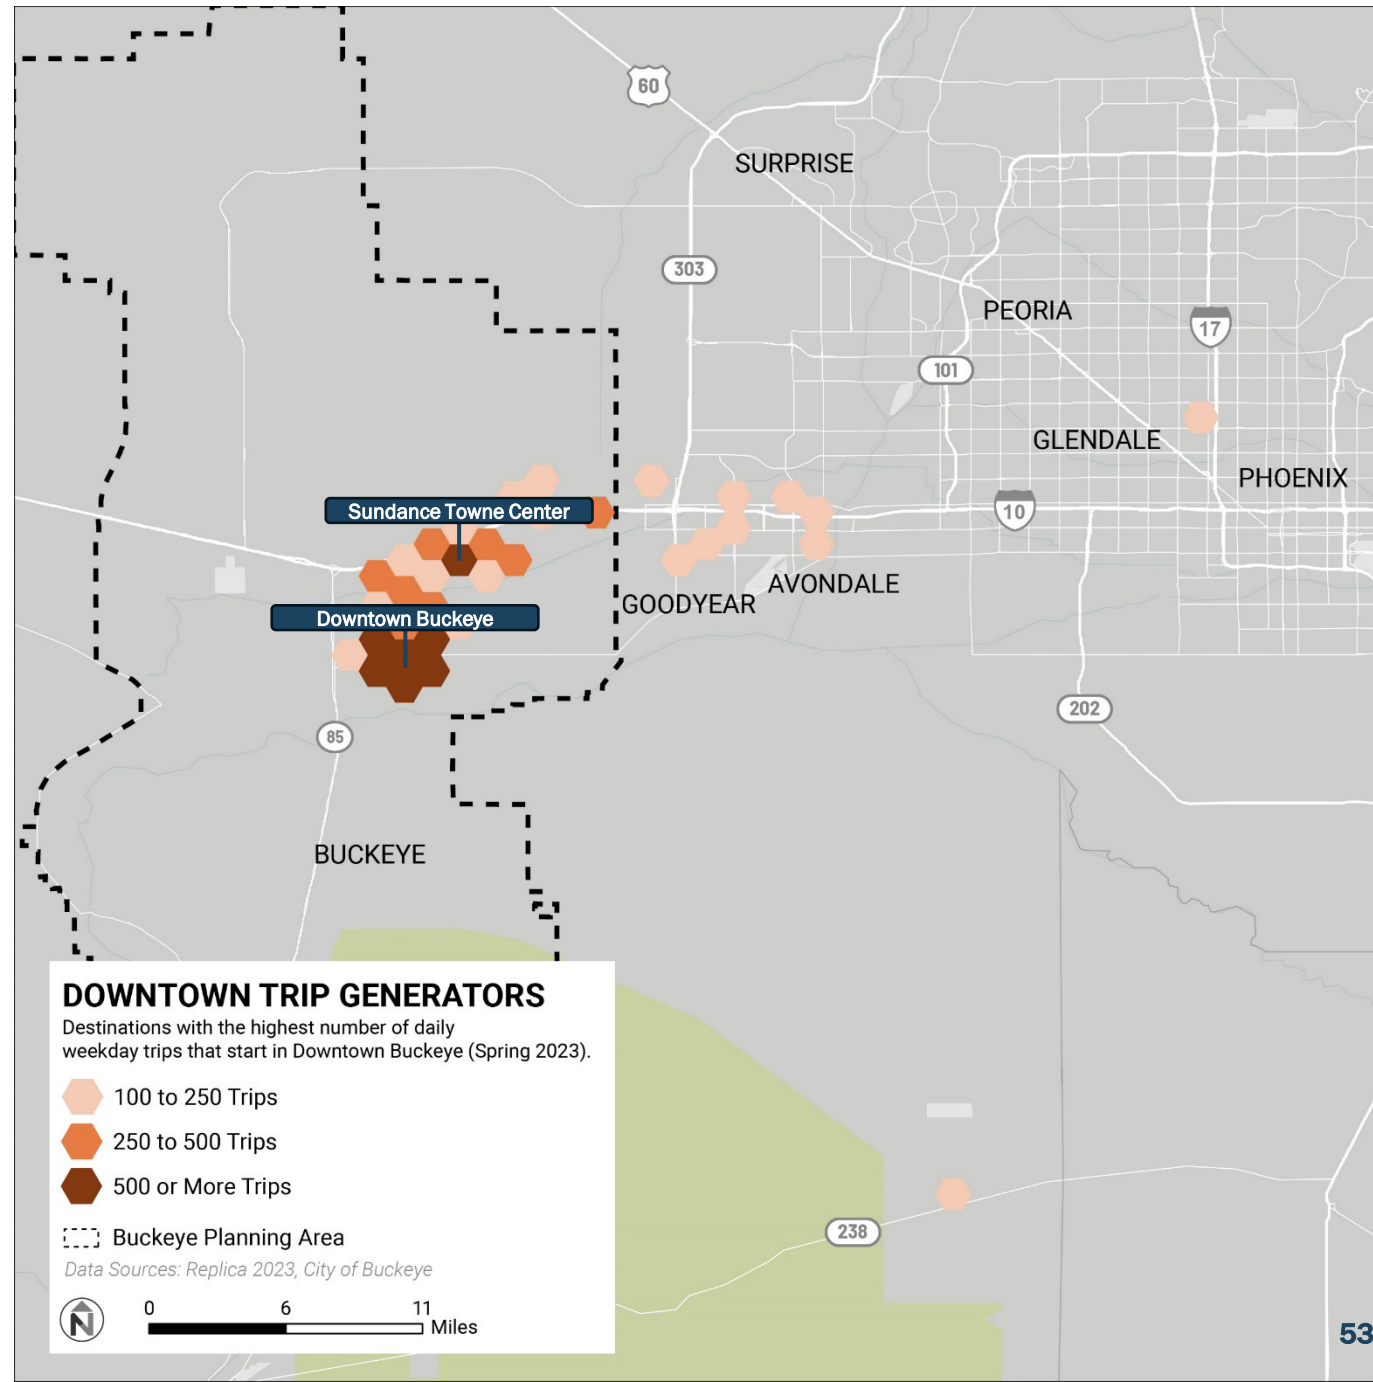 60
SURPRISE
303
PEORIA
17
101
GLENDALE
PHOENIX
Sundance Towne Center
10
AVONDALE
GOODYEAR
Downtown Buckeye
202
85
BUCKEYE
DOWNTOWN TRIP GENERATORS
Destinations with the highest number of daily
weekday trips that start in Downtown Buckeye (Spring 2023).
100 to 250 Trips
250 to 500 Trips
500 or More Trips
Buckeye Planning Area
Data Sources: Replica 2023, City of Buckeye
N
0 6 11
Miles
238
53